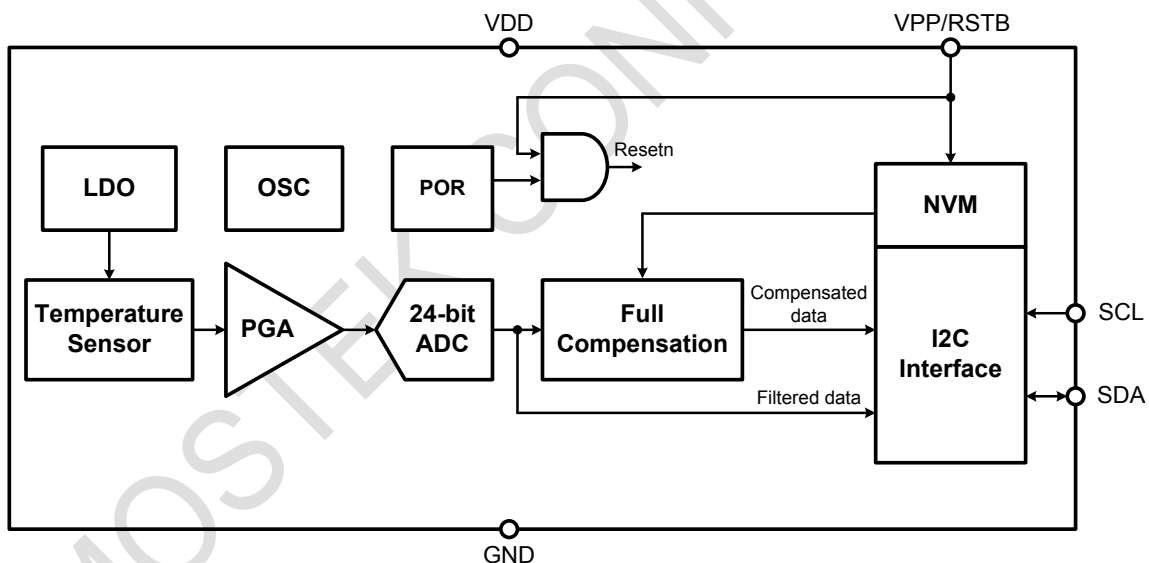 VDD
VPP/RSTB
LDO
OSC
POR
Resetn
NVM
Temperature
Sensor
PGA
24-bit
ADC
Full
Compensation
Compensated
data
Filtered data
I2C
Interface
SCL
SDA
GND
MOSTEK